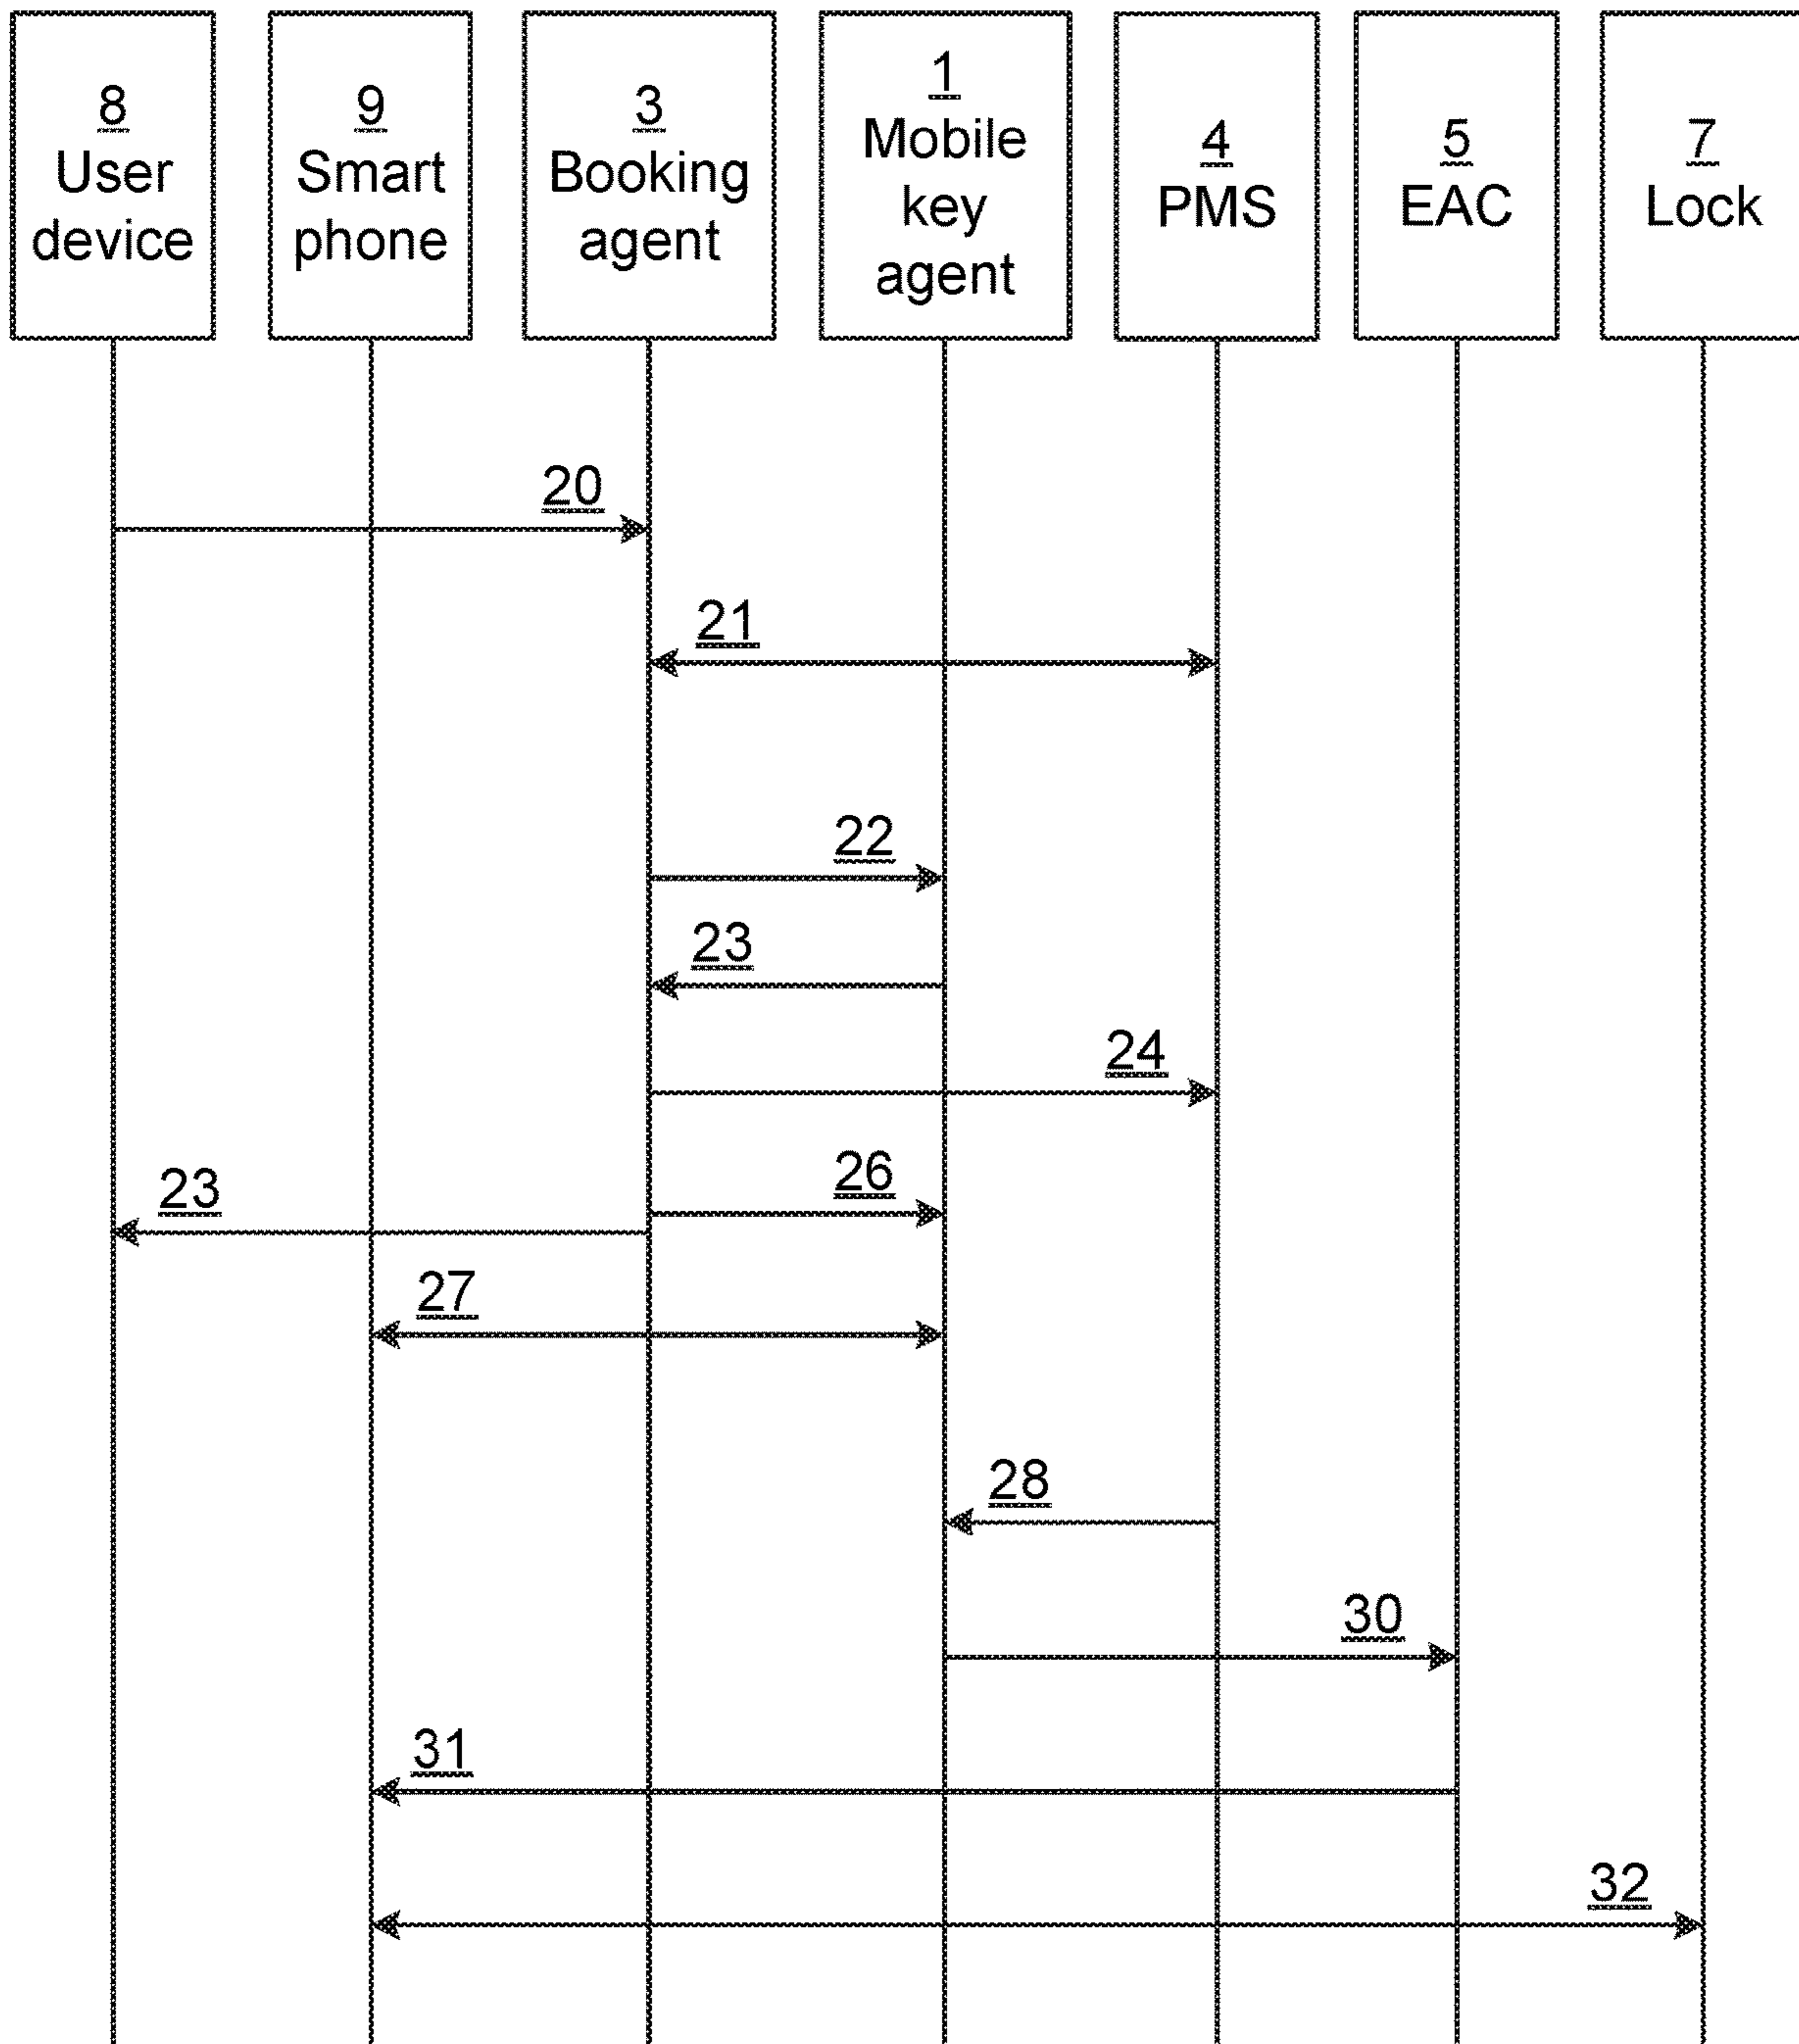 8
User
device
9
Smart
phone
3
Booking
agent
1
Mobile
key
agent
4
PMS
5
EAC
7
Lock
20
21
22
23
24
26
23
27
28
30
31
32